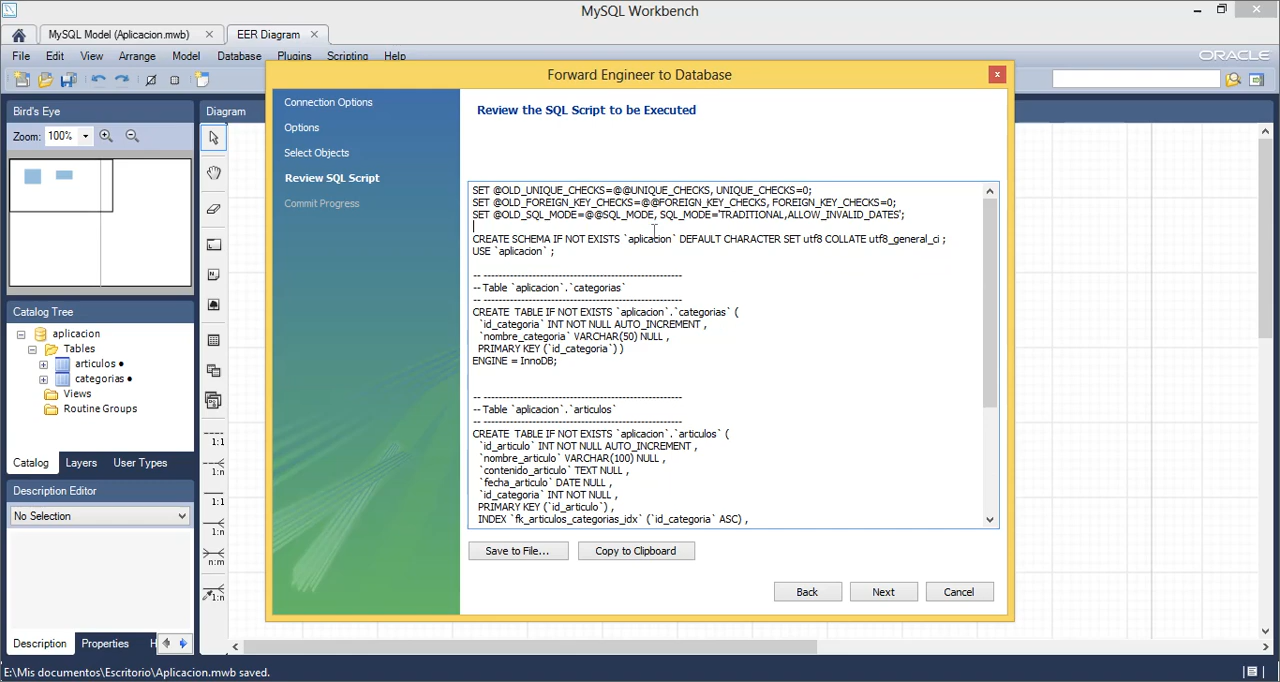 MySQL Workbench
MySQL Model (Aplicacion.mwb)
EER Diagram
File Edit View Arrange Model Database Plugins Scripting Help
ORACLE
Bird's Eye
Zoom: 100%
Catalog Tree
aplicacion
Tables
articulos
categorias
Views
Routine Groups
Catalog Layers User Types
Description Editor
No Selection
Description Properties H
Diagram
1:1
1:n
1:1
1:n
n:m
1:n
Forward Engineer to Database
Connection Options
Options
Select Objects
Review SQL Script
Commit Progress
Review the SQL Script to be Executed
SET @OLD_UNIQUE_CHECKS=@@UNIQUE_CHECKS, UNIQUE_CHECKS=0;
SET @OLD_FOREIGN_KEY_CHECKS=@@FOREIGN_KEY_CHECKS, FOREIGN_KEY_CHECKS=0;
SET @OLD_SQL_MODE=@@SQL_MODE, SQL_MODE='TRADITIONAL,ALLOW_INVALID_DATES';
CREATE SCHEMA IF NOT EXISTS `aplicacion` DEFAULT CHARACTER SET utf8 COLLATE utf8_general_ci ;
USE `aplicacion` ;
-- -----------------------------------------------------
-- Table `aplicacion`.`categorias`
-- -----------------------------------------------------
CREATE  TABLE IF NOT EXISTS `aplicacion`.`categorias` (
`id_categoria` INT NOT NULL AUTO_INCREMENT ,
`nombre_categoria` VARCHAR(50) NULL ,
PRIMARY KEY (`id_categoria`) )
ENGINE = InnoDB;
-- -----------------------------------------------------
-- Table `aplicacion`.`articulos`
-- -----------------------------------------------------
CREATE  TABLE IF NOT EXISTS `aplicacion`.`articulos` (
`id_articulo` INT NOT NULL AUTO_INCREMENT ,
`nombre_articulo` VARCHAR(100) NULL ,
`contenido_articulo` TEXT NULL ,
`fecha_articulo` DATE NULL ,
`id_categoria` INT NOT NULL ,
PRIMARY KEY (`id_articulo`) ,
INDEX `fk_articulos_categorias_idx` (`id_categoria` ASC) ,
Save to File... Copy to Clipboard
Back Next Cancel
E:\Mis documentos\Escritorio\Aplicacion.mwb saved.